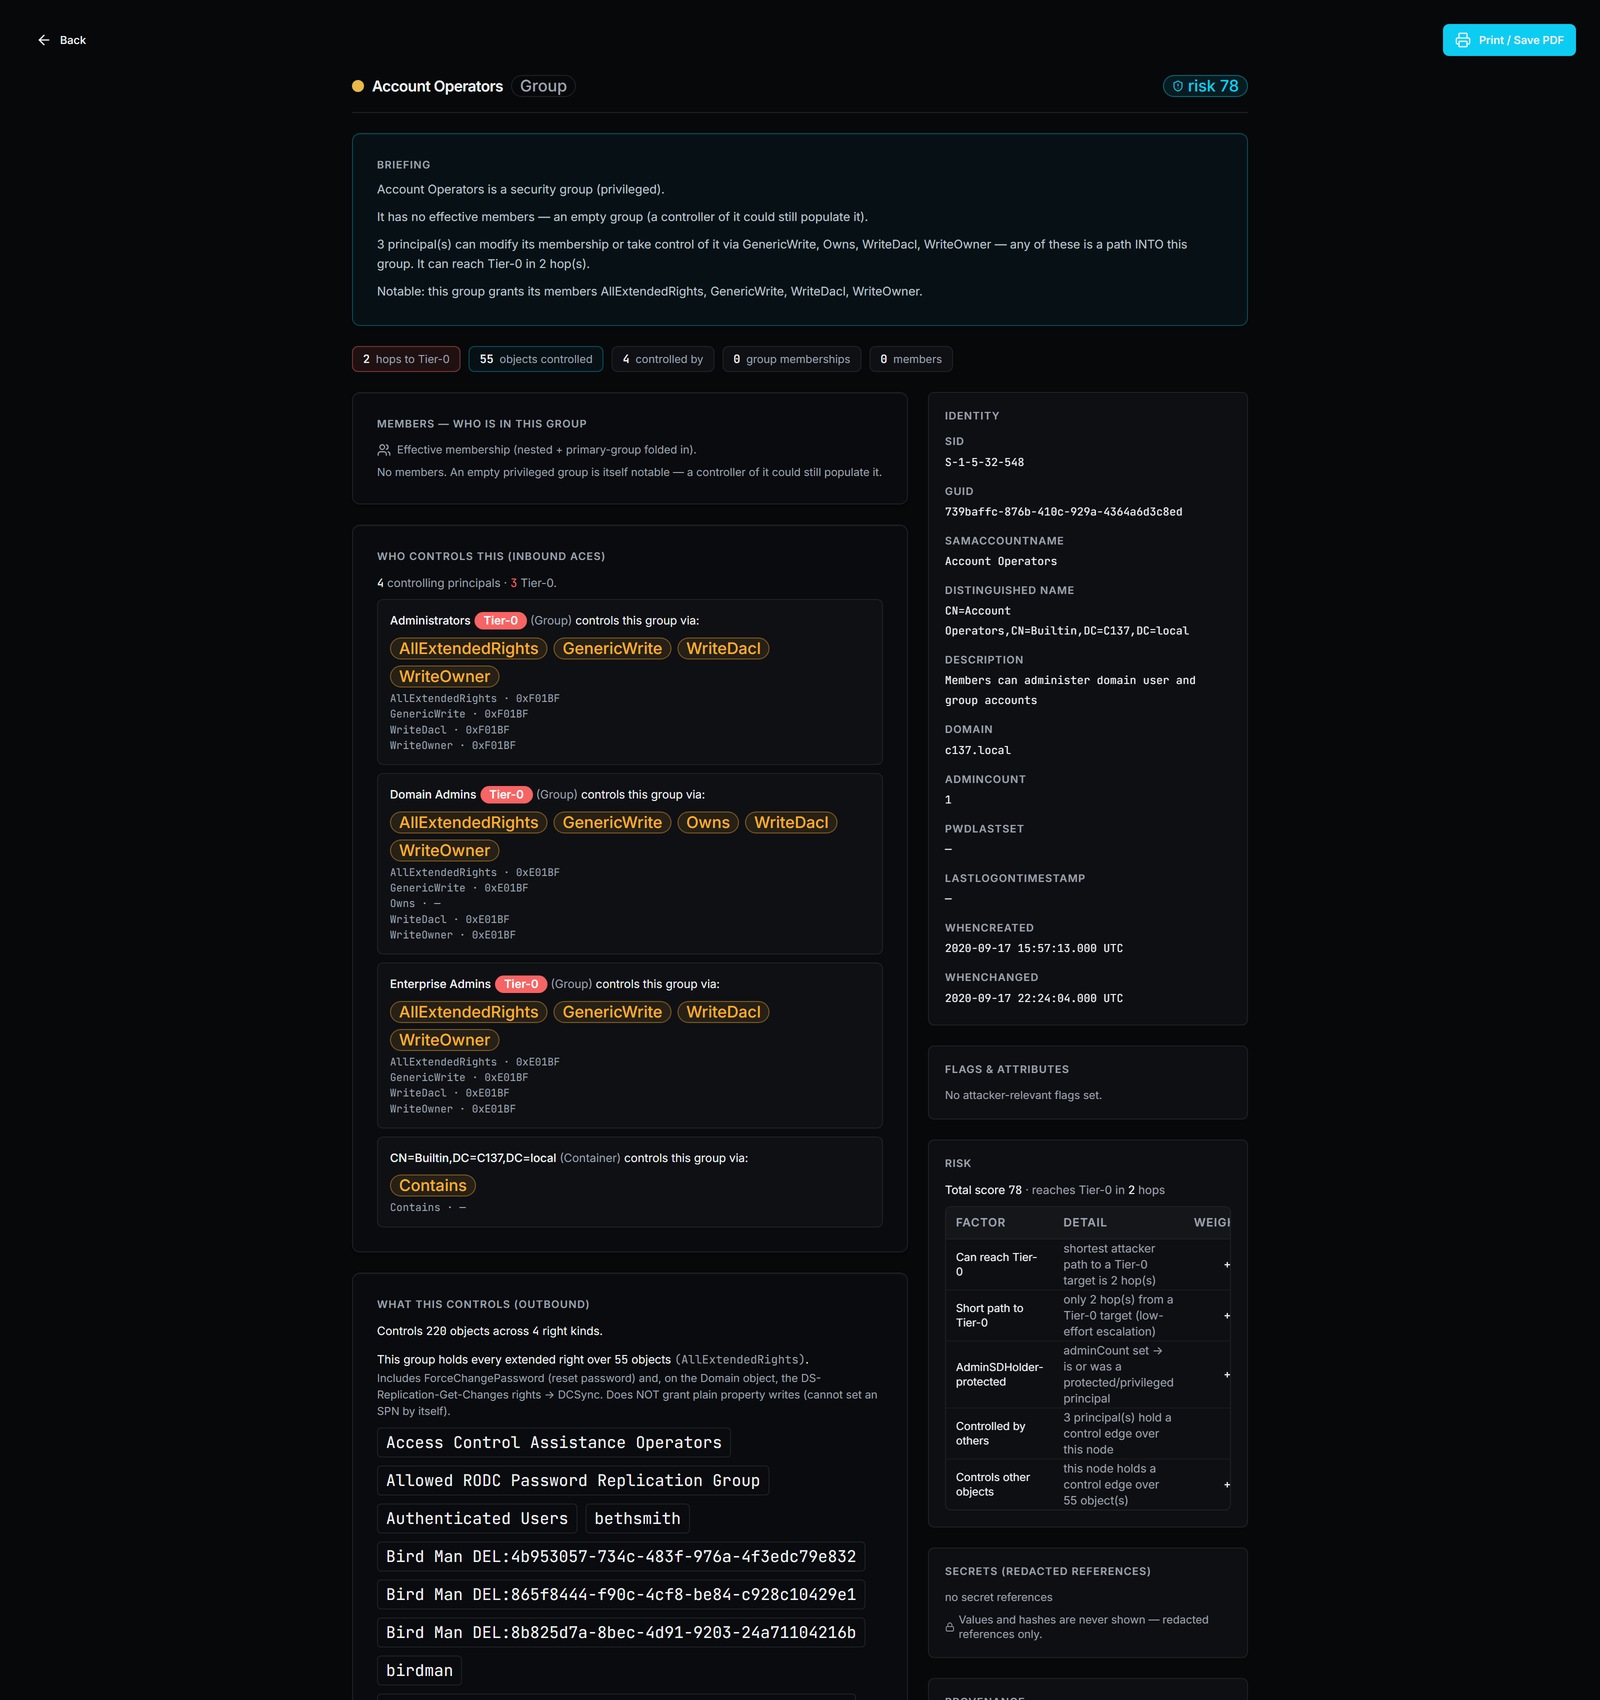 Back
Print / Save PDF
Account Operators Group
risk 78
BRIEFING
Account Operators is a security group (privileged).
It has no effective members — an empty group (a controller of it could still populate it).
3 principal(s) can modify its membership or take control of it via GenericWrite, Owns, WriteDacl, WriteOwner — any of these is a path INTO this
group. It can reach Tier-0 in 2 hop(s).
Notable: this group grants its members AllExtendedRights, GenericWrite, WriteDacl, WriteOwner.
2 hops to Tier-0
55 objects controlled
4 controlled by
0 group memberships
0 members
MEMBERS — WHO IS IN THIS GROUP
Effective membership (nested + primary-group folded in).
No members. An empty privileged group is itself notable — a controller of it could still populate it.
WHO CONTROLS THIS (INBOUND ACES)
4 controlling principals · 3 Tier-0.
Administrators Tier-0 (Group) controls this group via:
AllExtendedRights GenericWrite WriteDacl
WriteOwner
AllExtendedRights · 0xF01BF
GenericWrite · 0xF01BF
WriteDacl · 0xF01BF
WriteOwner · 0xF01BF
Domain Admins Tier-0 (Group) controls this group via:
AllExtendedRights GenericWrite Owns WriteDacl
WriteOwner
AllExtendedRights · 0xE01BF
GenericWrite · 0xE01BF
Owns · —
WriteDacl · 0xE01BF
WriteOwner · 0xE01BF
Enterprise Admins Tier-0 (Group) controls this group via:
AllExtendedRights GenericWrite WriteDacl
WriteOwner
AllExtendedRights · 0xE01BF
GenericWrite · 0xE01BF
WriteDacl · 0xE01BF
WriteOwner · 0xE01BF
CN=Builtin,DC=C137,DC=local (Container) controls this group via:
Contains
Contains · —
WHAT THIS CONTROLS (OUTBOUND)
Controls 220 objects across 4 right kinds.
This group holds every extended right over 55 objects (AllExtendedRights).
Includes ForceChangePassword (reset password) and, on the Domain object, the DS-
Replication-Get-Changes rights → DCSync. Does NOT grant plain property writes (cannot set an
SPN by itself).
Access Control Assistance Operators
Allowed RODC Password Replication Group
Authenticated Users bethsmith
Bird Man DEL:4b953057-734c-483f-976a-4f3edc79e832
Bird Man DEL:865f8444-f90c-4cf8-be84-c928c10429e1
Bird Man DEL:8b825d7a-8bec-4d91-9203-24a71104216b
birdman
IDENTITY
SID
S-1-5-32-548
GUID
739baffc-876b-410c-929a-4364a6d3c8ed
SAMACCOUNTNAME
Account Operators
DISTINGUISHED NAME
CN=Account
Operators,CN=Builtin,DC=C137,DC=local
DESCRIPTION
Members can administer domain user and
group accounts
DOMAIN
c137.local
ADMINCOUNT
1
PWDLASTSET
—
LASTLOGONTIMESTAMP
—
WHENCREATED
2020-09-17 15:57:13.000 UTC
WHENCHANGED
2020-09-17 22:24:04.000 UTC
FLAGS & ATTRIBUTES
No attacker-relevant flags set.
RISK
Total score 78 · reaches Tier-0 in 2 hops
FACTOR DETAIL
Can reach Tier-
0
shortest attacker
path to a Tier-0
target is 2 hop(s)
+
Short path to
Tier-0
only 2 hop(s) from a
Tier-0 target (low-
effort escalation)
+
AdminSDHolder-
protected
adminCount set →
is or was a
protected/privileged
principal
+
Controlled by
others
3 principal(s) hold a
control edge over
this node
Controls other
objects
this node holds a
control edge over
55 object(s)
+
SECRETS (REDACTED REFERENCES)
no secret references
Values and hashes are never shown — redacted
references only.